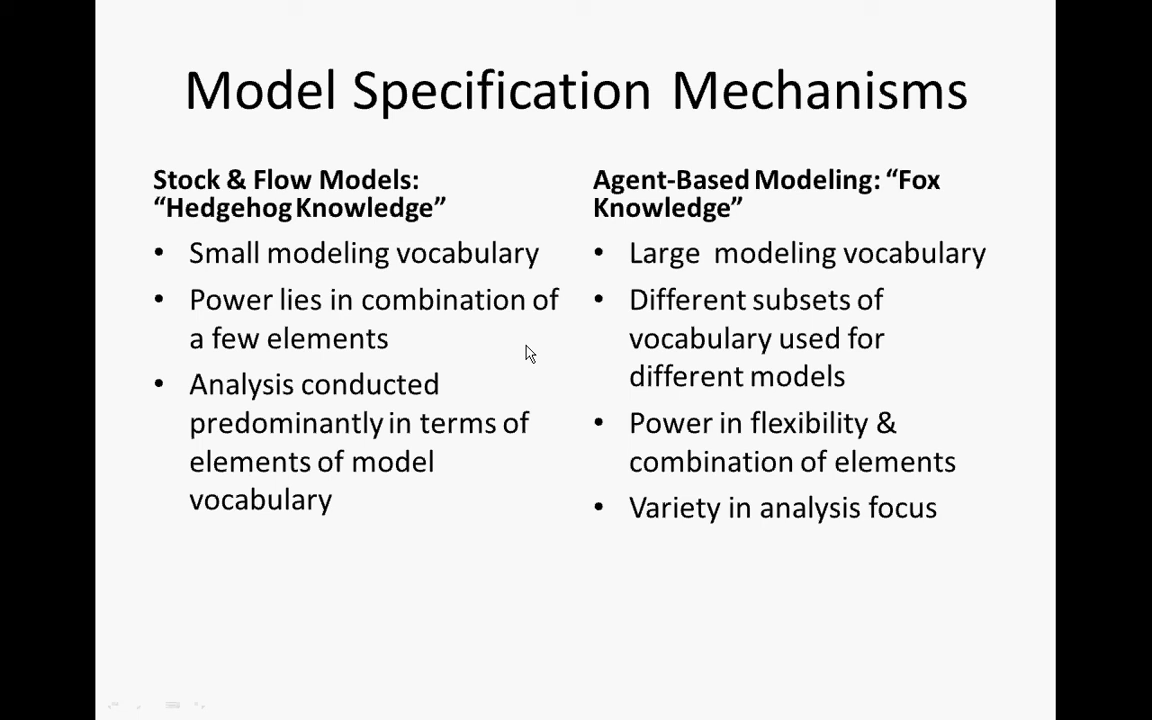 Model Specification Mechanisms
Stock & Flow Models:
“Hedgehog Knowledge”
• Small modeling vocabulary
• Power lies in combination of
a few elements
• Analysis conducted
predominantly in terms of
elements of model
vocabulary
Agent-Based Modeling: “Fox
Knowledge”
• Large modeling vocabulary
• Different subsets of
vocabulary used for
different models
• Power in flexibility &
combination of elements
• Variety in analysis focus